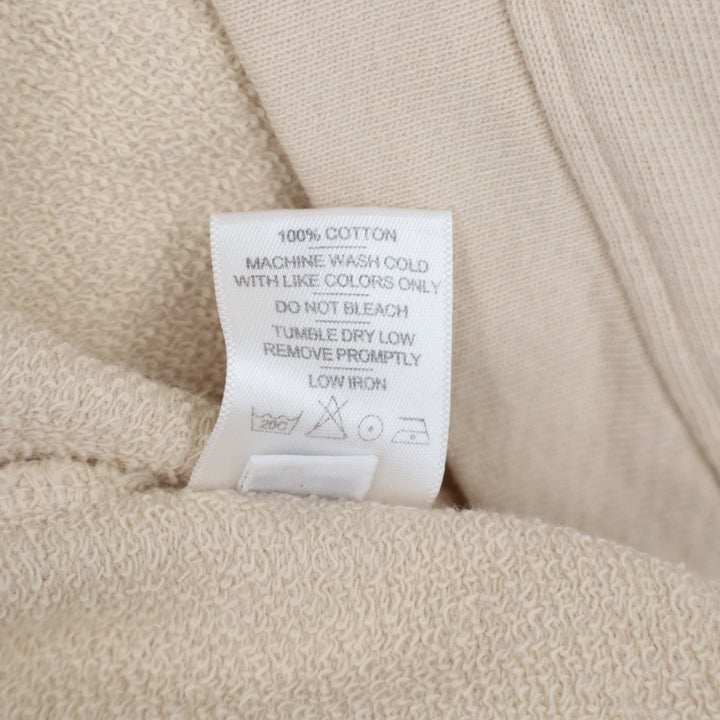 100% COTTON
MACHINE WASH COLD
WITH LIKE COLORS ONLY
DO NOT BLEACH
TUMBLE DRY LOW
REMOVE PROMPTLY
LOW IRON
20C